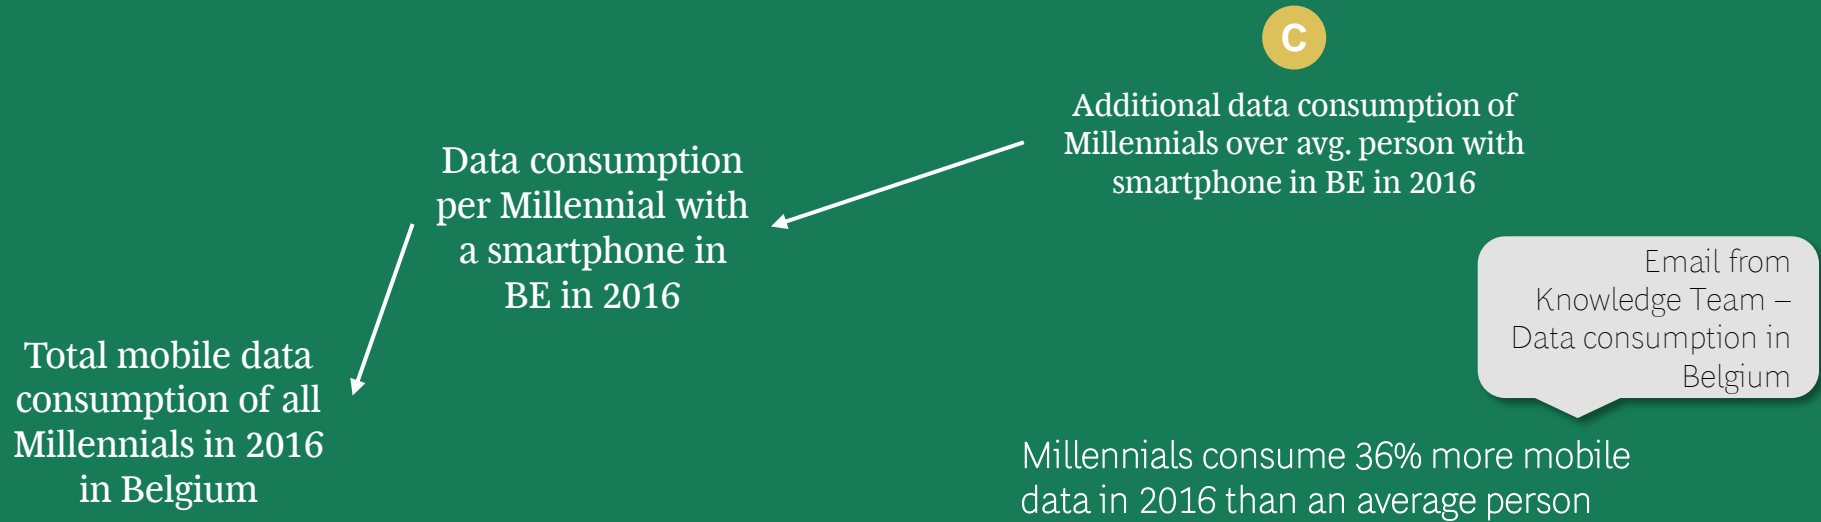 C
Additional data consumption of
Millennials over avg. person with
smartphone in BE in 2016
Data consumption
per Millennial with
a smartphone in
BE in 2016
Email from
Knowledge Team –
Data consumption in
Belgium
Total mobile data
consumption of all
Millennials in 2016
in Belgium
Millennials consume 36% more mobile
data in 2016 than an average person